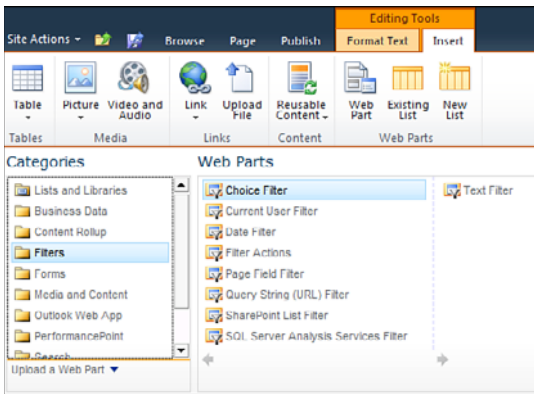 Editing Tools
Site Actions Browse Page Publish Format Text Insert
Table Picture Video and Audio Link Upload File Reusable Content Web Part Existing List New List
Tables Media Links Content Web Parts
Categories
Lists and Libraries
Business Data
Content Rollup
Filters
Forms
Media and Content
Outlook Web App
PerformancePoint
Search
Upload a Web Part
Web Parts
Choice Filter
Current User Filter
Date Filter
Filter Actions
Page Field Filter
Query String (URL) Filter
SharePoint List Filter
SQL Server Analysis Services Filter
Text Filter